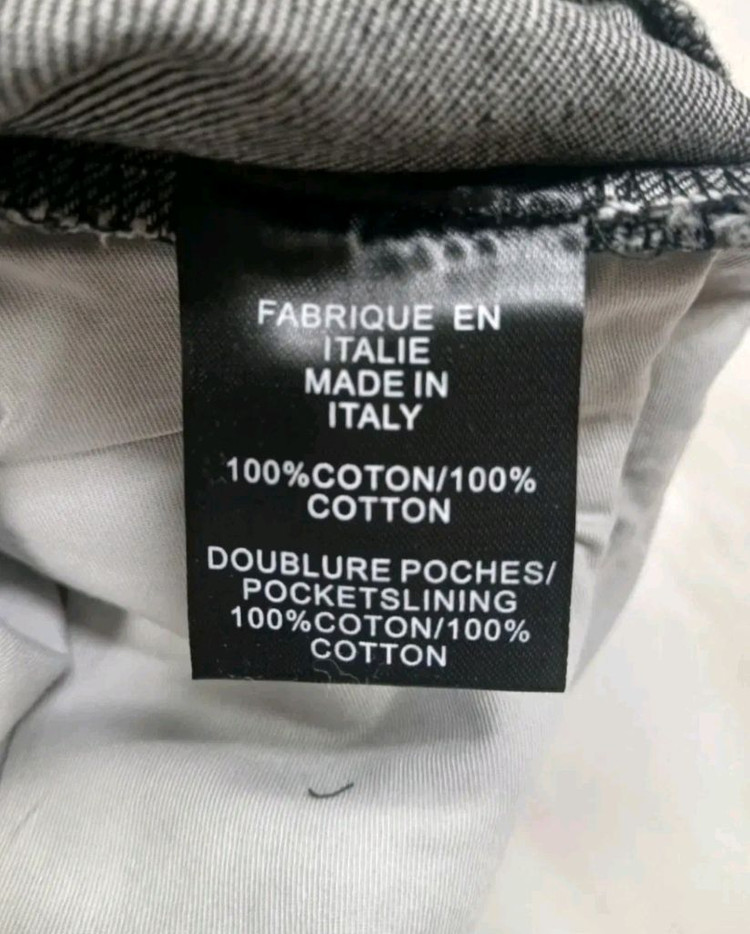 FABRIQUE EN
ITALIE
MADE IN
ITALY
100%COTON/100%
COTTON
DOUBLURE POCHES/
POCKETSLINING
100%COTON/100%
COTTON